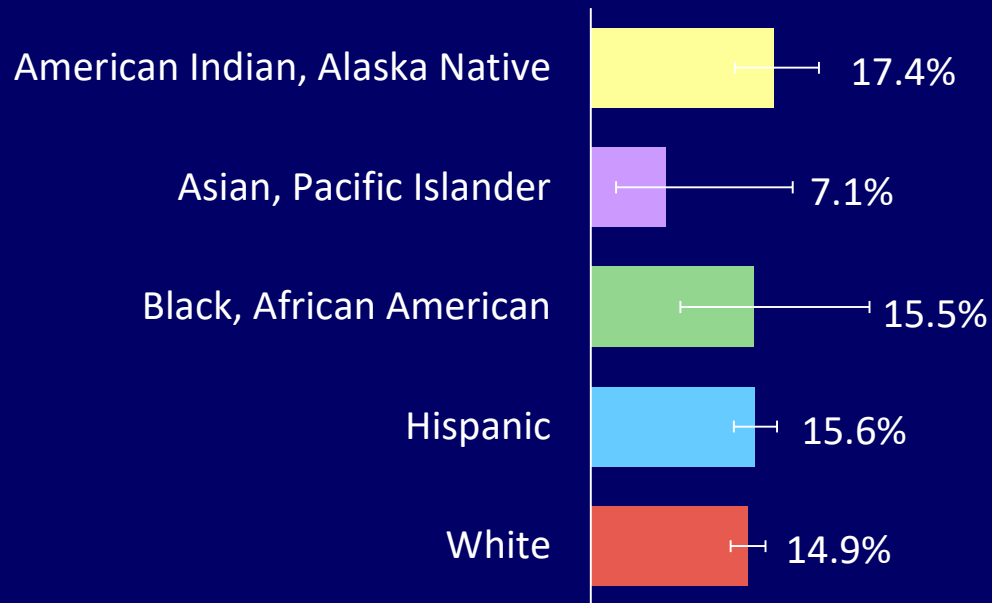 American Indian, Alaska Native 17.4%
Asian, Pacific Islander 7.1%
Black, African American 15.5%
Hispanic 15.6%
White 14.9%